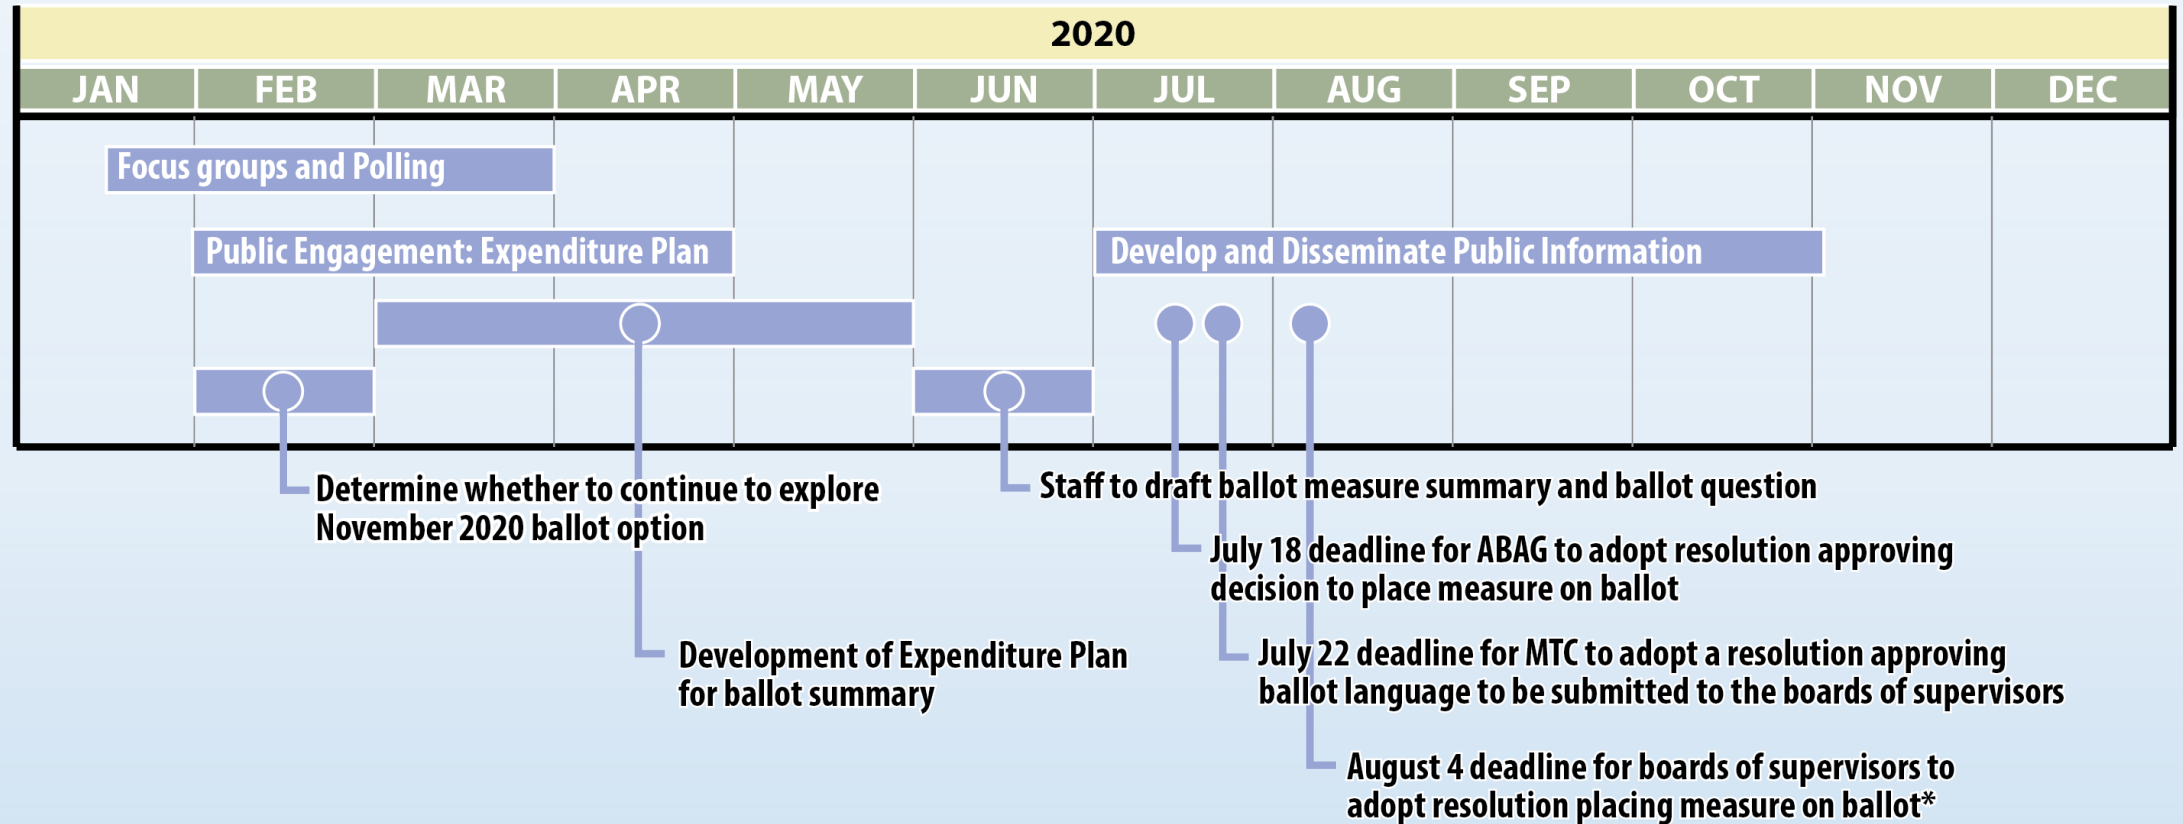 2020
JAN FEB MAR APR MAY JUN JUL AUG SEP OCT NOV DEC
Focus groups and Polling
Public Engagement: Expenditure Plan
Develop and Disseminate Public Information
Determine whether to continue to explore
November 2020 ballot option
Staff to draft ballot measure summary and ballot question
July 18 deadline for ABAG to adopt resolution approving
decision to place measure on ballot
Development of Expenditure Plan
for ballot summary
July 22 deadline for MTC to adopt a resolution approving
ballot language to be submitted to the boards of supervisors
August 4 deadline for boards of supervisors to
adopt resolution placing measure on ballot*